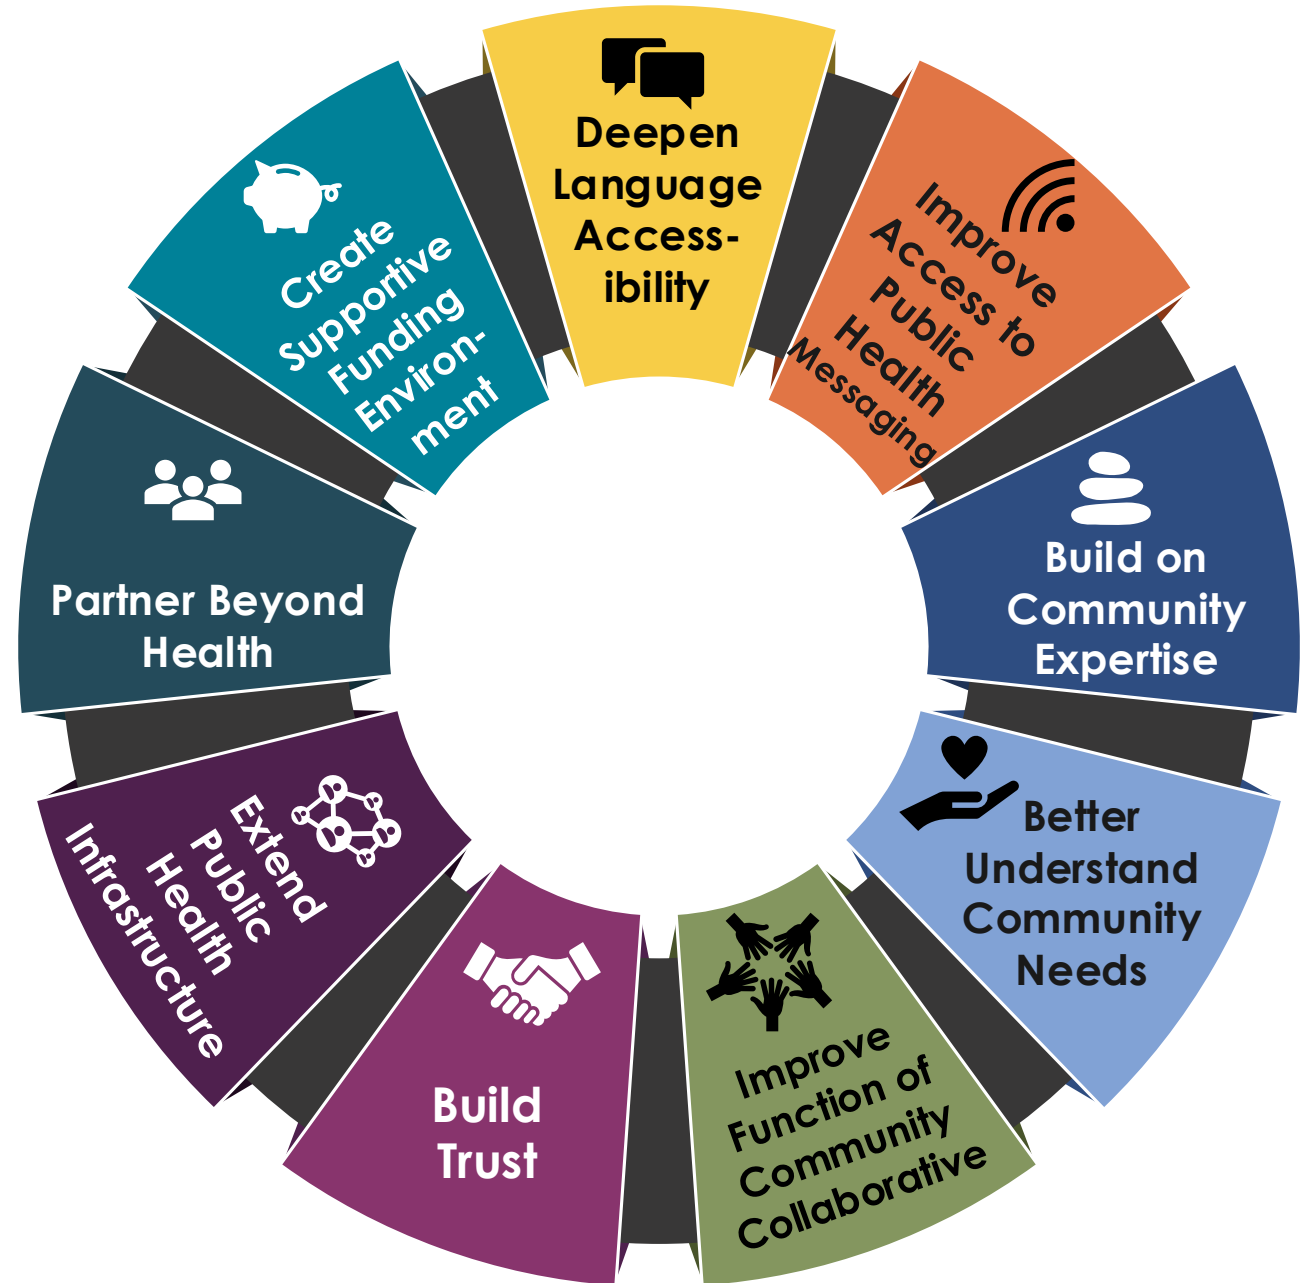 Deepen
Language
Access-
ibility
Improve
Access to
Public
Health
Messaging
Build on
Community
Expertise
Better
Understand
Community
Needs
Improve
Function of
Community
Collaborative
Build
Trust
Extend
Public
Health
Infrastructure
Partner Beyond
Health
Create
Supportive
Funding
Environ-
ment